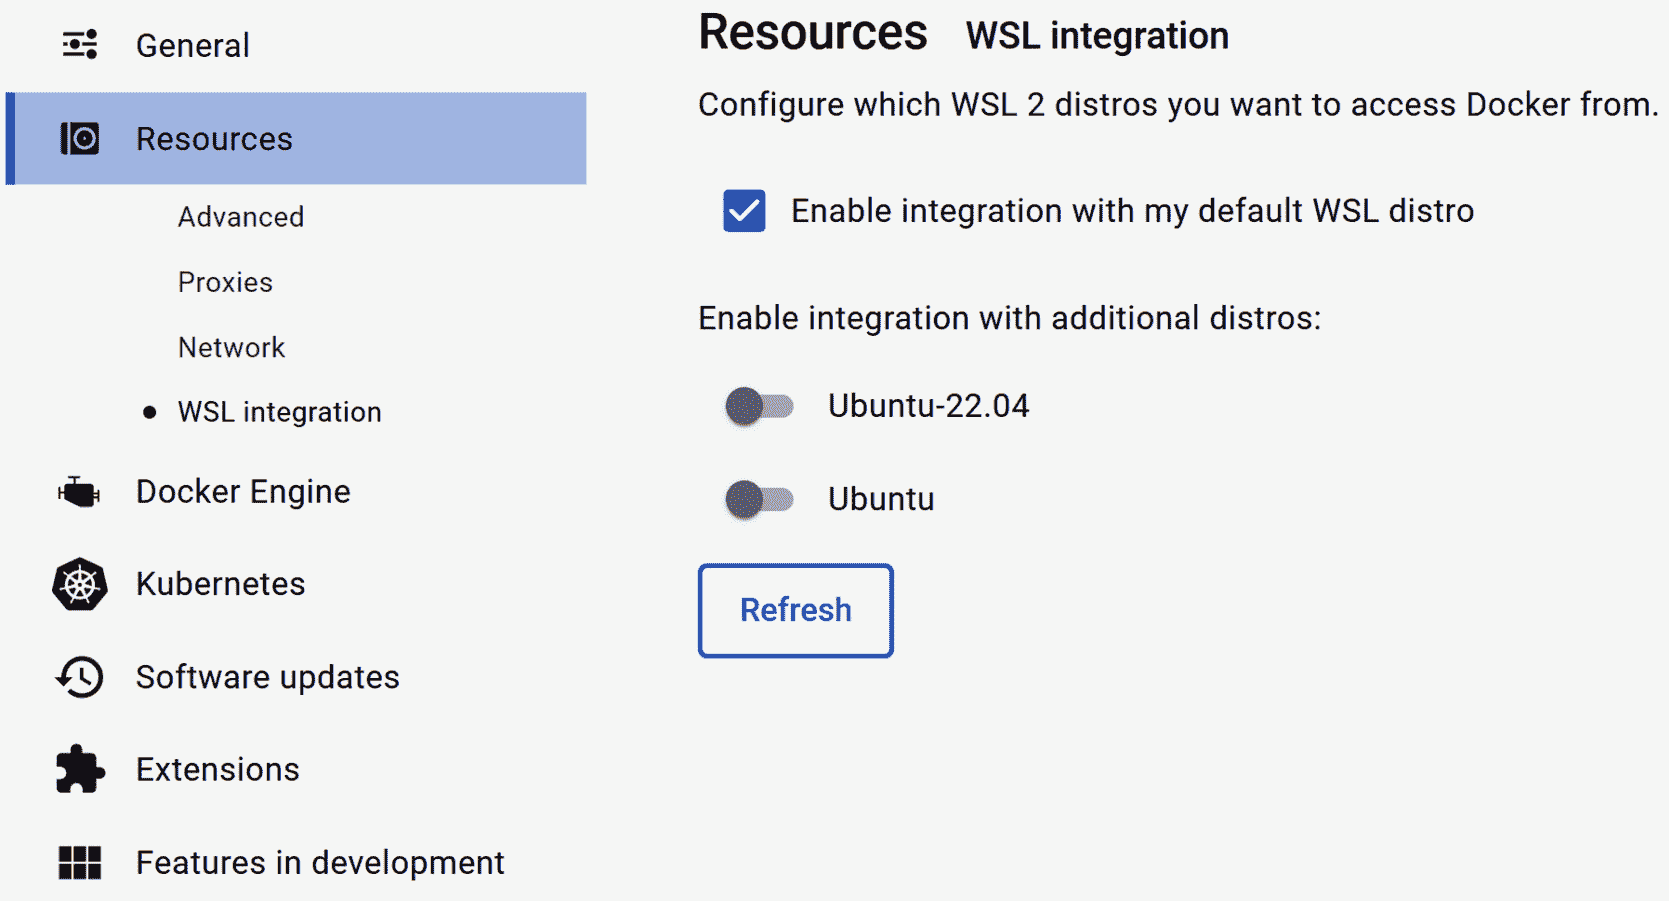 General
Resources
Advanced
Proxies
Network
WSL integration
Docker Engine
Kubernetes
Software updates
Extensions
Features in development
Resources WSL integration
Configure which WSL 2 distros you want to access Docker from.
Enable integration with my default WSL distro
Enable integration with additional distros:
Ubuntu-22.04
Ubuntu
Refresh